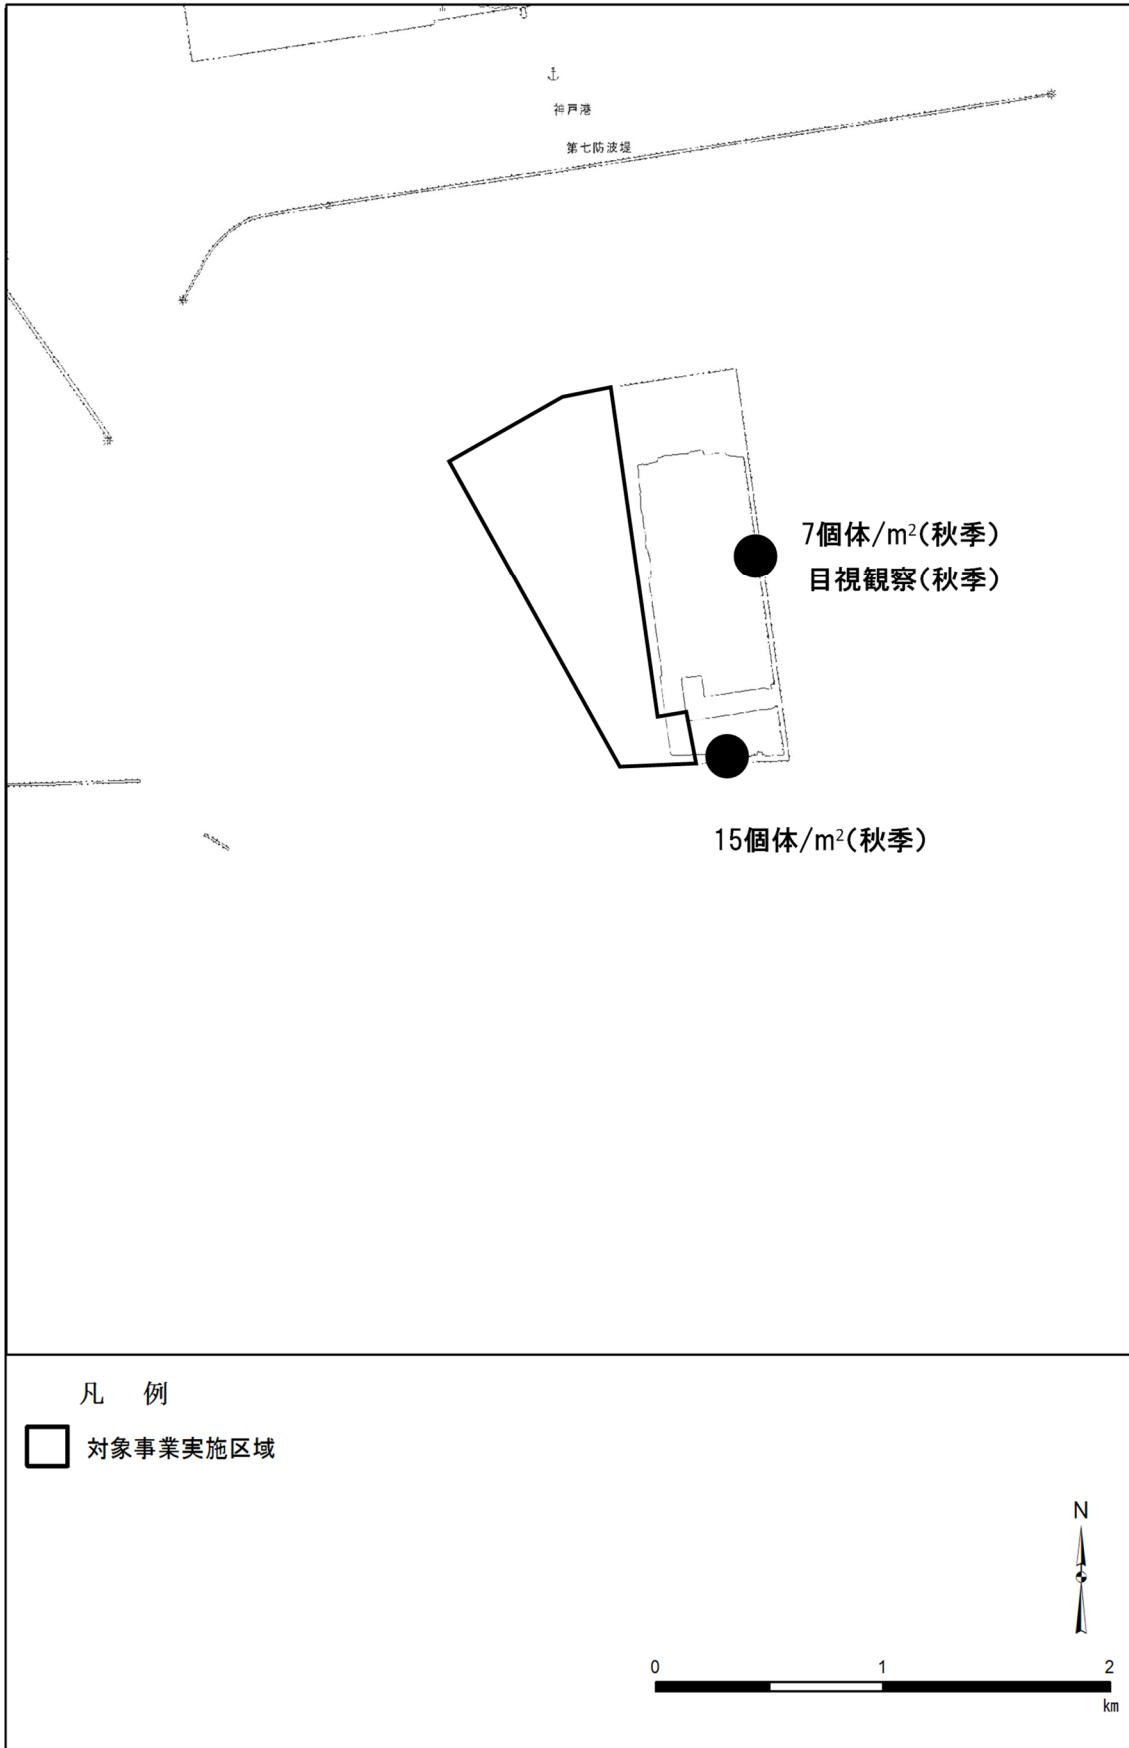 神戸港
第七防波堤
7個体/m²(秋季)
目視観察(秋季)
15個体/m²(秋季)
凡　例
対象事業実施区域
N
0 1 2
km